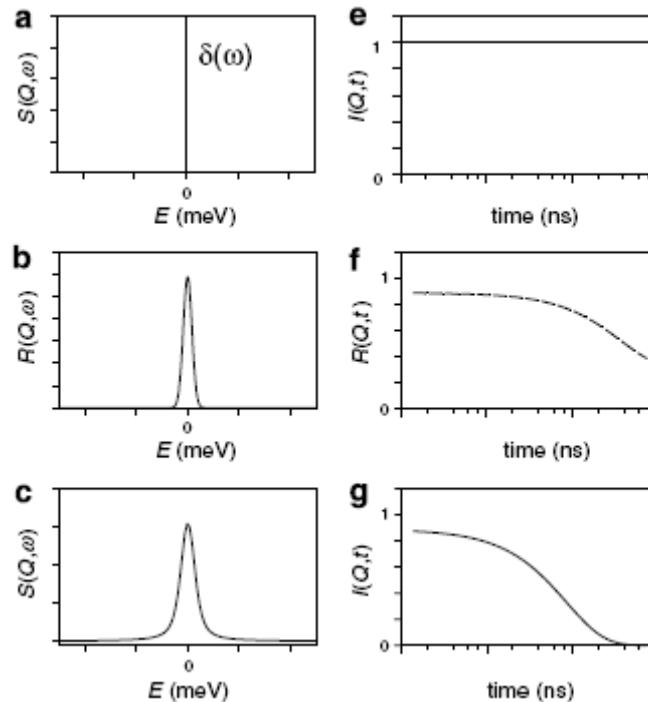 a
S(Q,ω)
δ(ω)
0
E (meV)
e
I(Q,t)
1
0
time (ns)
b
R(Q,ω)
0
E (meV)
f
R(Q,t)
1
0
time (ns)
c
S(Q,ω)
0
E (meV)
g
I(Q,t)
1
0
time (ns)